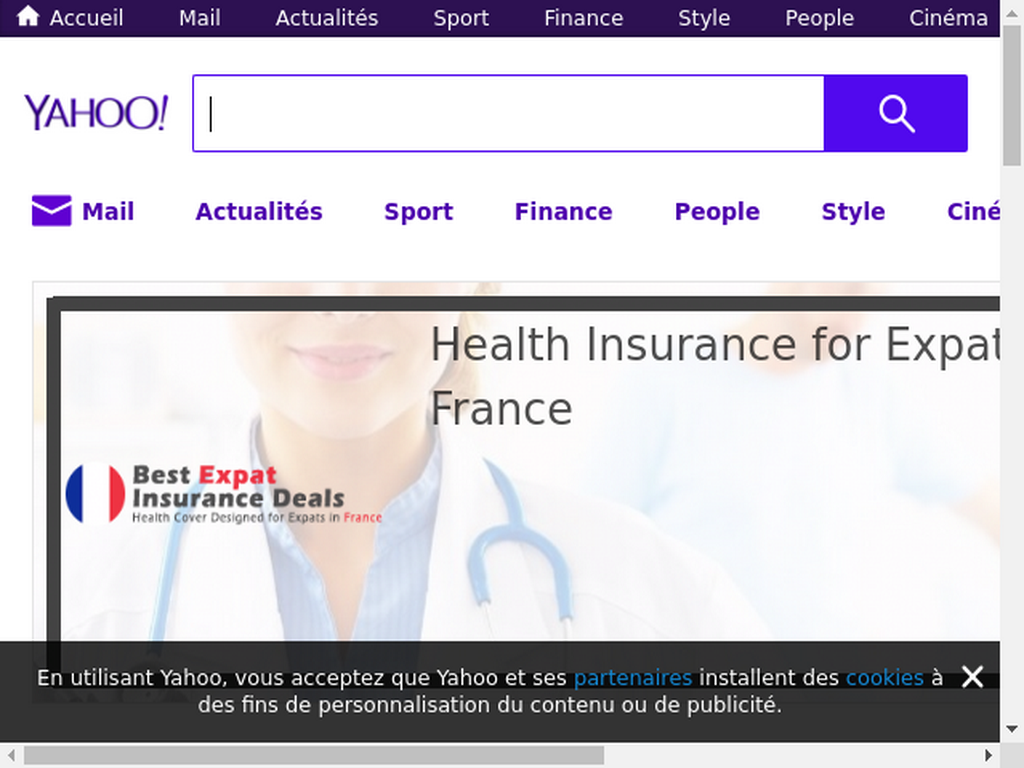 Accueil Mail Actualités Sport Finance Style People Cinéma
YAHOO!
Mail Actualités Sport Finance People Style Ciné
Health Insurance for Expat
France
Best Expat
Insurance Deals
Health Cover Designed for Expats in France
En utilisant Yahoo, vous acceptez que Yahoo et ses partenaires installent des cookies à
des fins de personnalisation du contenu ou de publicité.